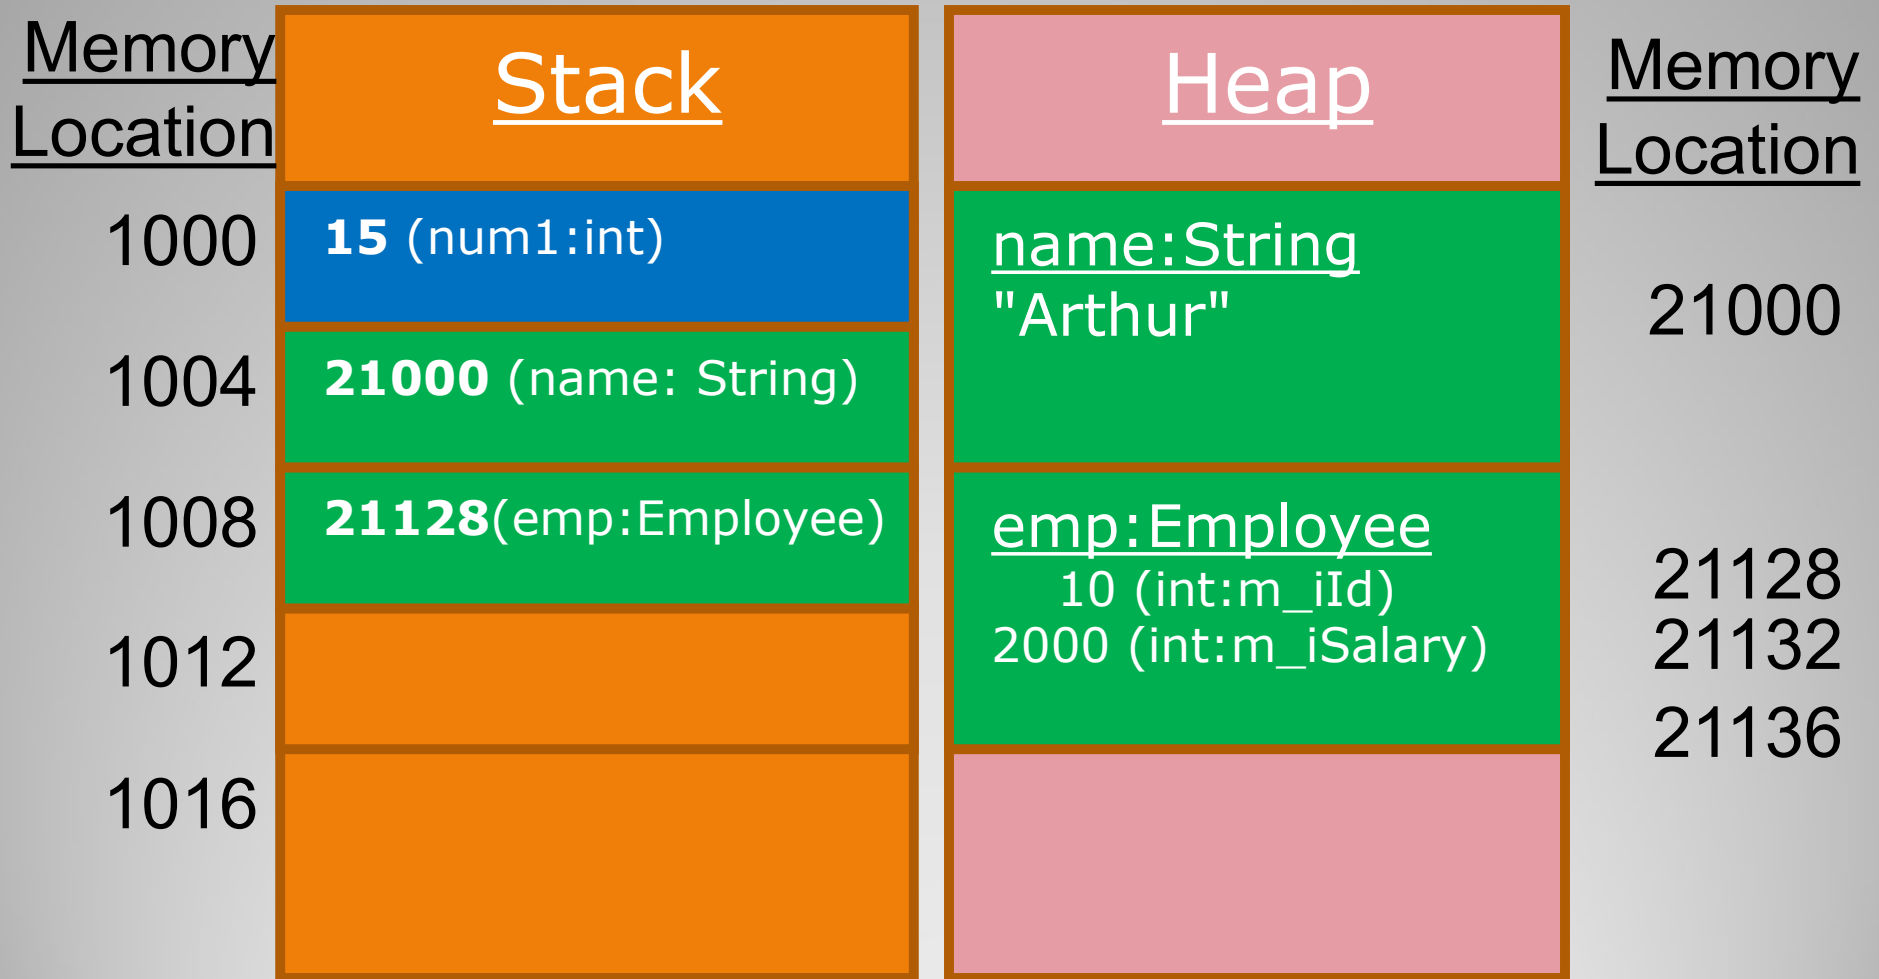 Memory
Location
Stack
Heap
Memory
Location
1000
15 (num1:int)
1004
21000 (name: String)
1008
21128(emp:Employee)
1012
1016
name:String
"Arthur"
21000
emp:Employee
10 (int:m_iId)
21128
2000 (int:m_iSalary)
21132
21136